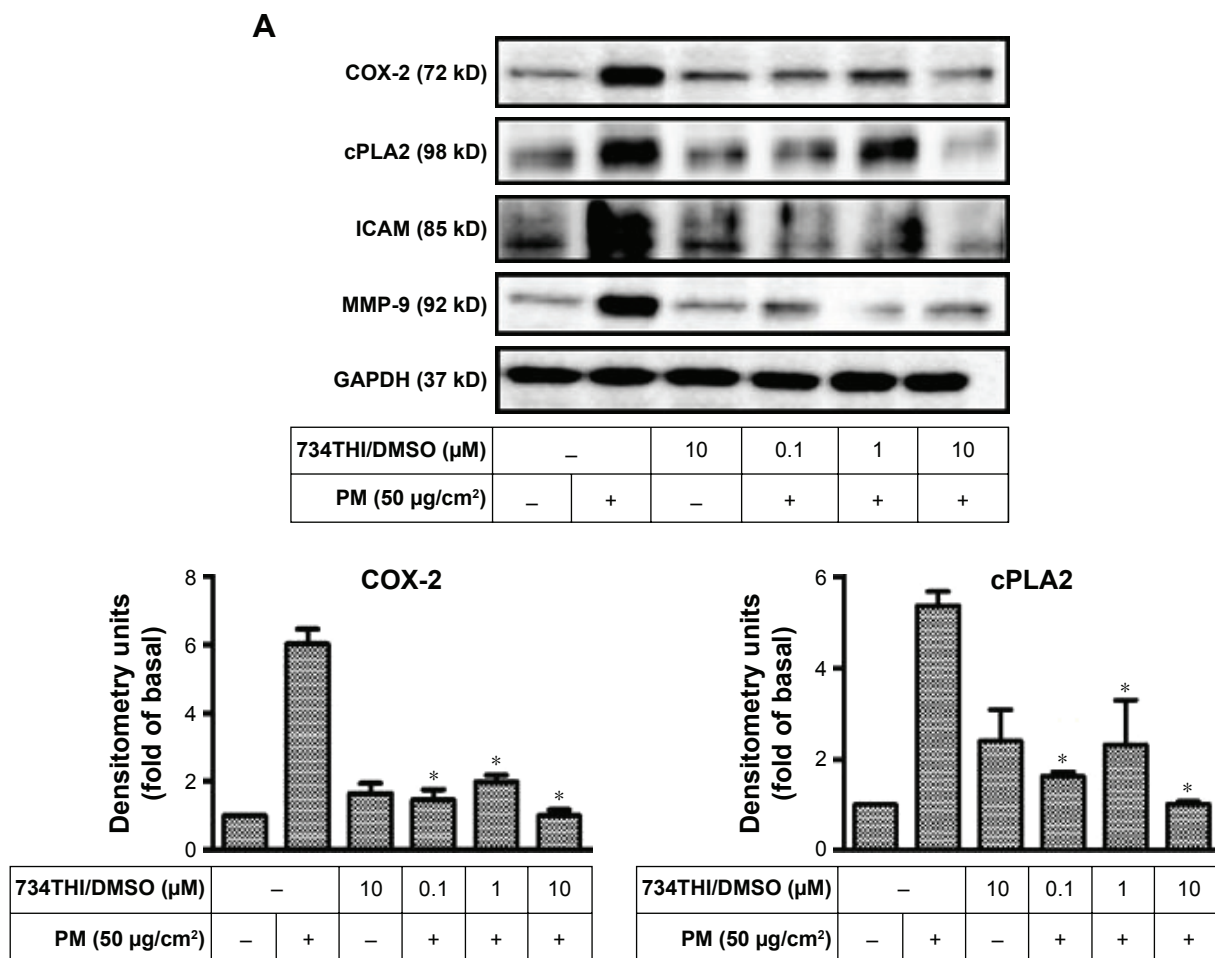 A
COX-2 (72 kD)
cPLA2 (98 kD)
ICAM (85 kD)
MMP-9 (92 kD)
GAPDH (37 kD)
734THI/DMSO (µM) – 10 0.1 1 10
PM (50 µg/cm²) – + – + + +
COX-2
Densitometry units
(fold of basal)
8
6
4
2
0
* * *
734THI/DMSO (µM) – 10 0.1 1 10
PM (50 µg/cm²) – + – + + +
cPLA2
Densitometry units
(fold of basal)
6
4
2
0
* * *
734THI/DMSO (µM) – 10 0.1 1 10
PM (50 µg/cm²) – + – + + +